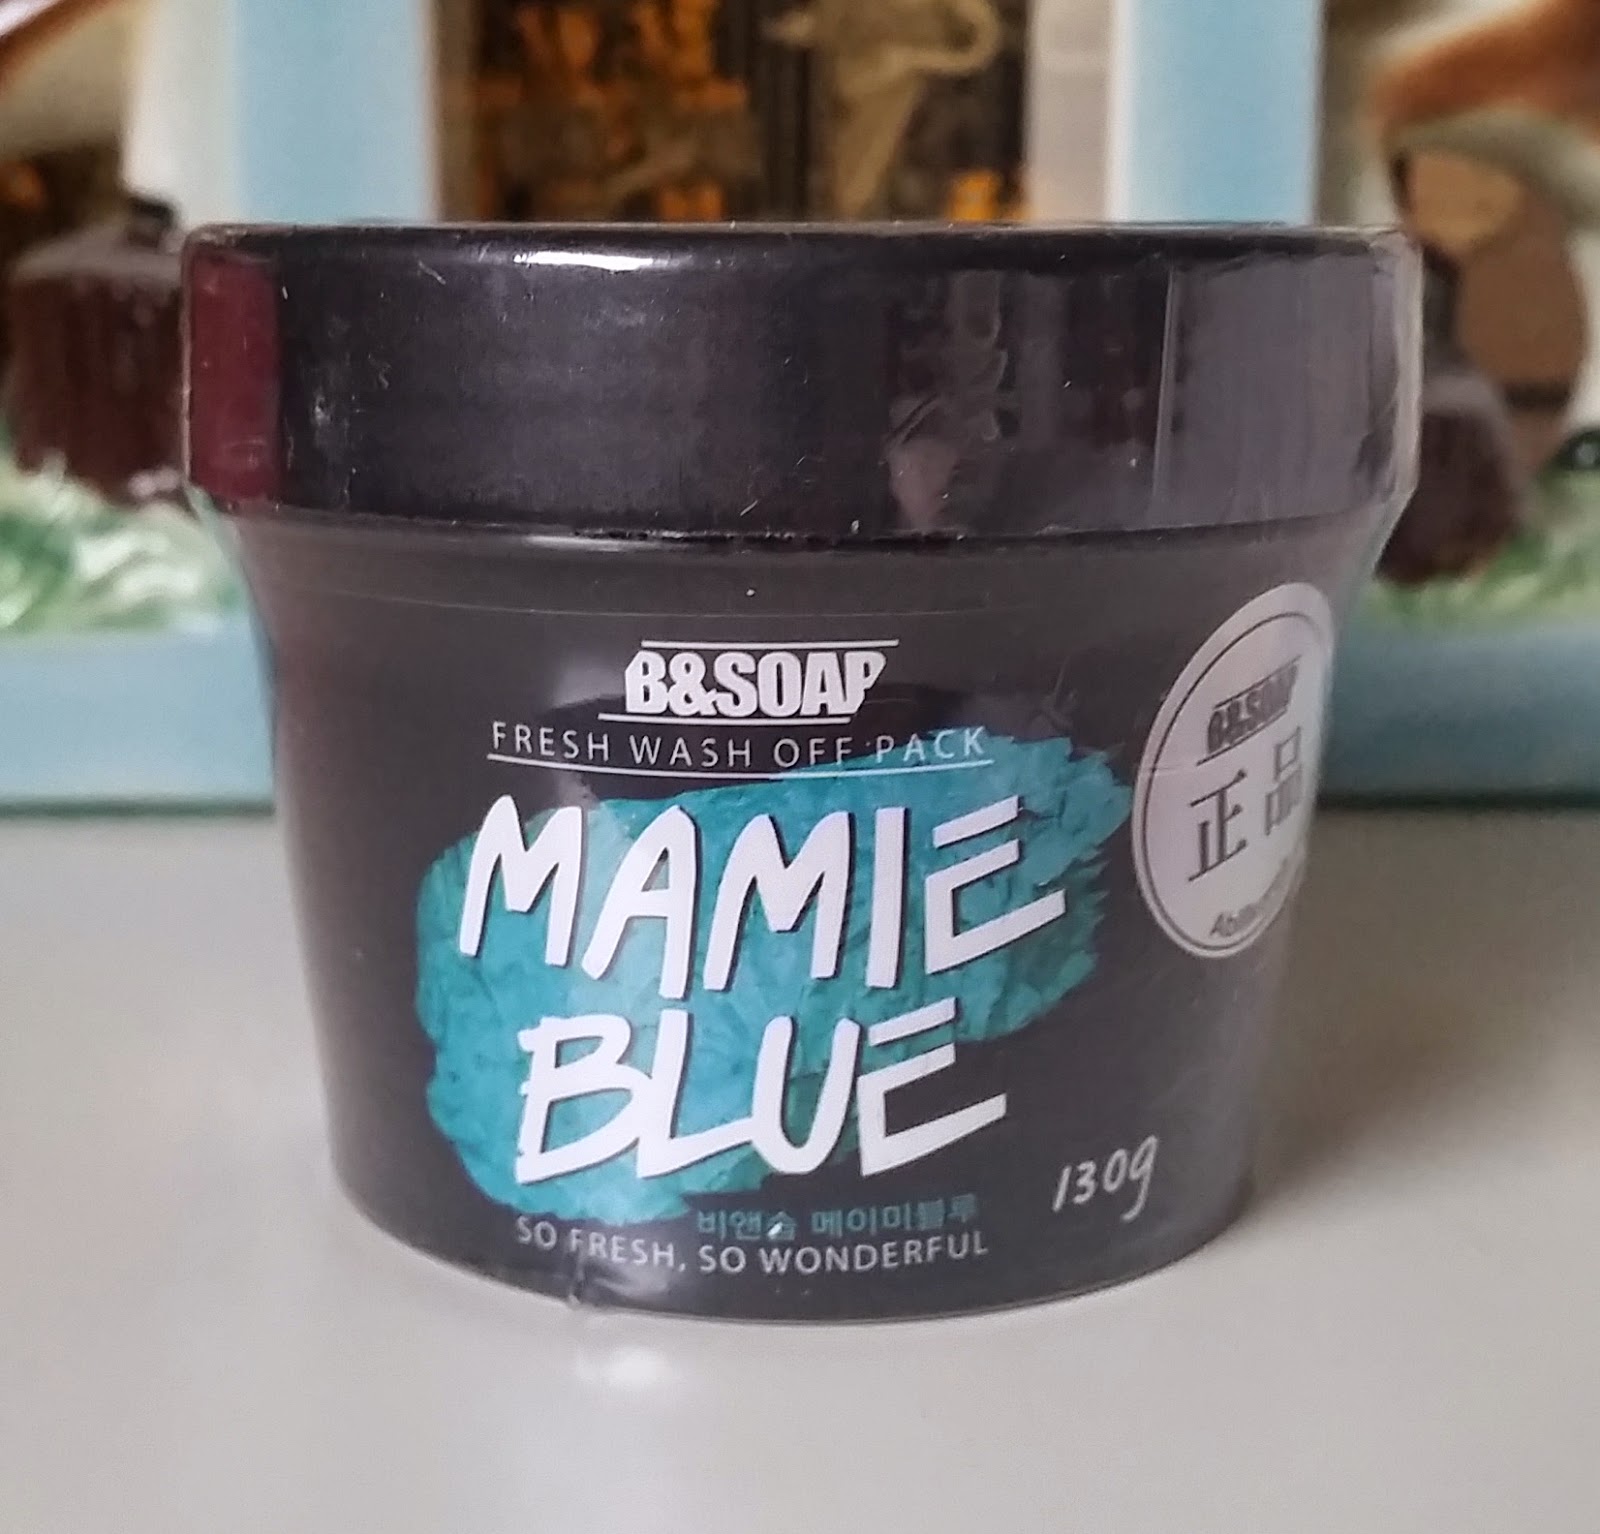 B&SOAP
FRESH WASH OFF PACK
MAMIE
BLUE
비앤솝 메이미블루
SO FRESH, SO WONDERFUL
130g
B&SOAP
正品